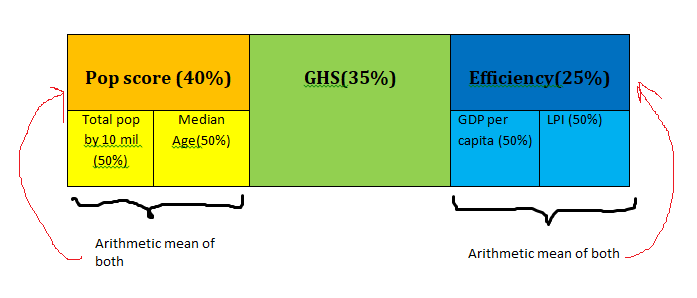 Pop score (40%)
GHS(35%)
Efficiency(25%)
Total pop
by 10 mil
(50%)
Median
Age(50%)
GDP per
capita (50%)
LPI (50%)
Arithmetic mean of
both
Arithmetic mean of both